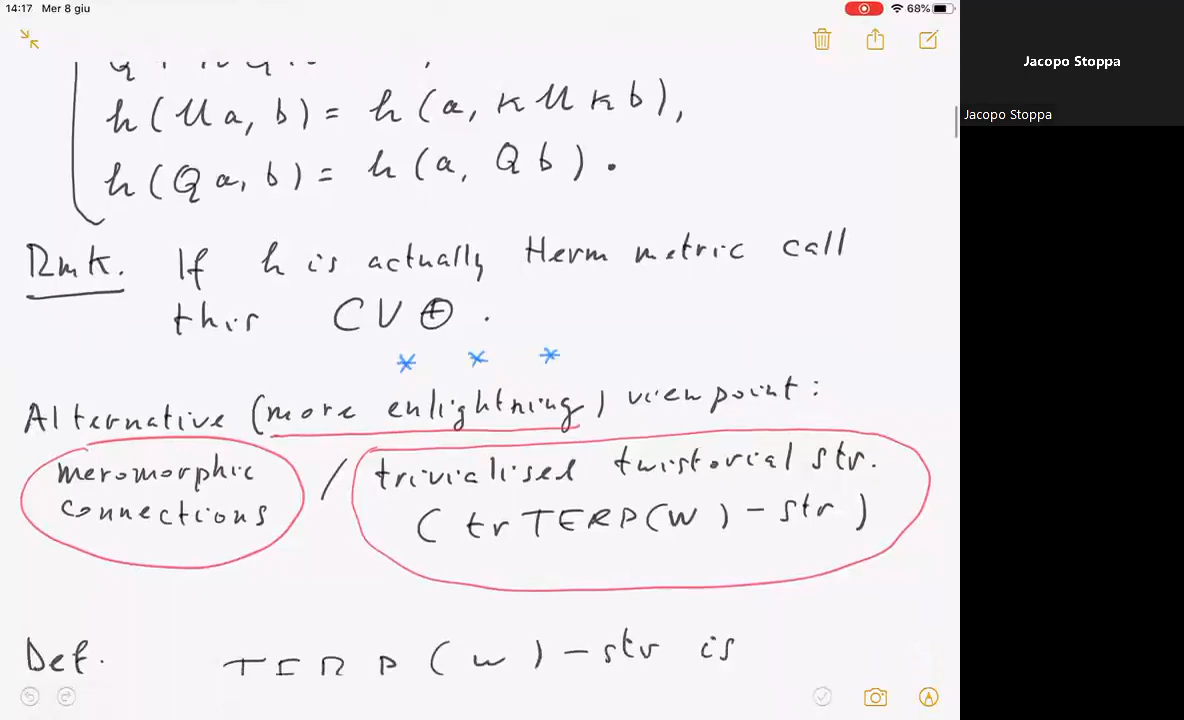 14:17 Mer 8 giu
68%
h(Ua, b) = h(a, κUκb),
h(Qa, b) = h(a, Qb).
Rmk. If h is actually Herm metric call
this CV⊕.
* * *
Alternative (more enlightning) viewpoint:
meromorphic connections / trivialised twistorial str.
(trTERP(w)-str)
Def. TERP(w)-str is
Jacopo Stoppa
Jacopo Stoppa